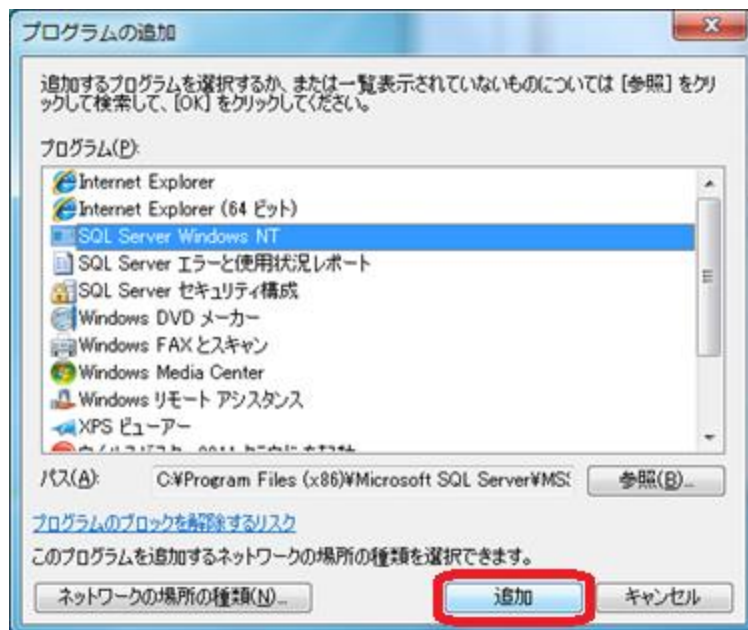 プログラムの追加
追加するプログラムを選択するか、または一覧表示されていないものについては [参照] をクリ
ックして検索して、[OK] をクリックしてください。
プログラム(P):
Internet Explorer
Internet Explorer (64 ビット)
SQL Server Windows NT
SQL Server エラーと使用状況レポート
SQL Server セキュリティ構成
Windows DVD メーカー
Windows FAX とスキャン
Windows Media Center
Windows リモート アシスタンス
XPS ビューアー
パス(A): C:¥Program Files (x86)¥Microsoft SQL Server¥MS 参照(B)...
プログラムのブロックを解除するリスク
このプログラムを追加するネットワークの場所の種類を選択できます。
ネットワークの場所の種類(N)... 追加 キャンセル